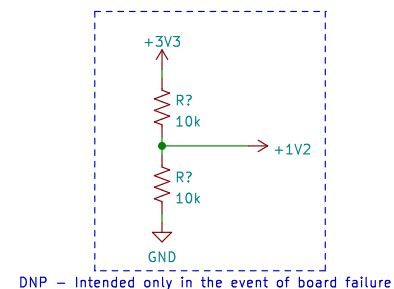 +3V3
R?
10k
+1V2
R?
10k
GND
DNP – Intended only in the event of board failure